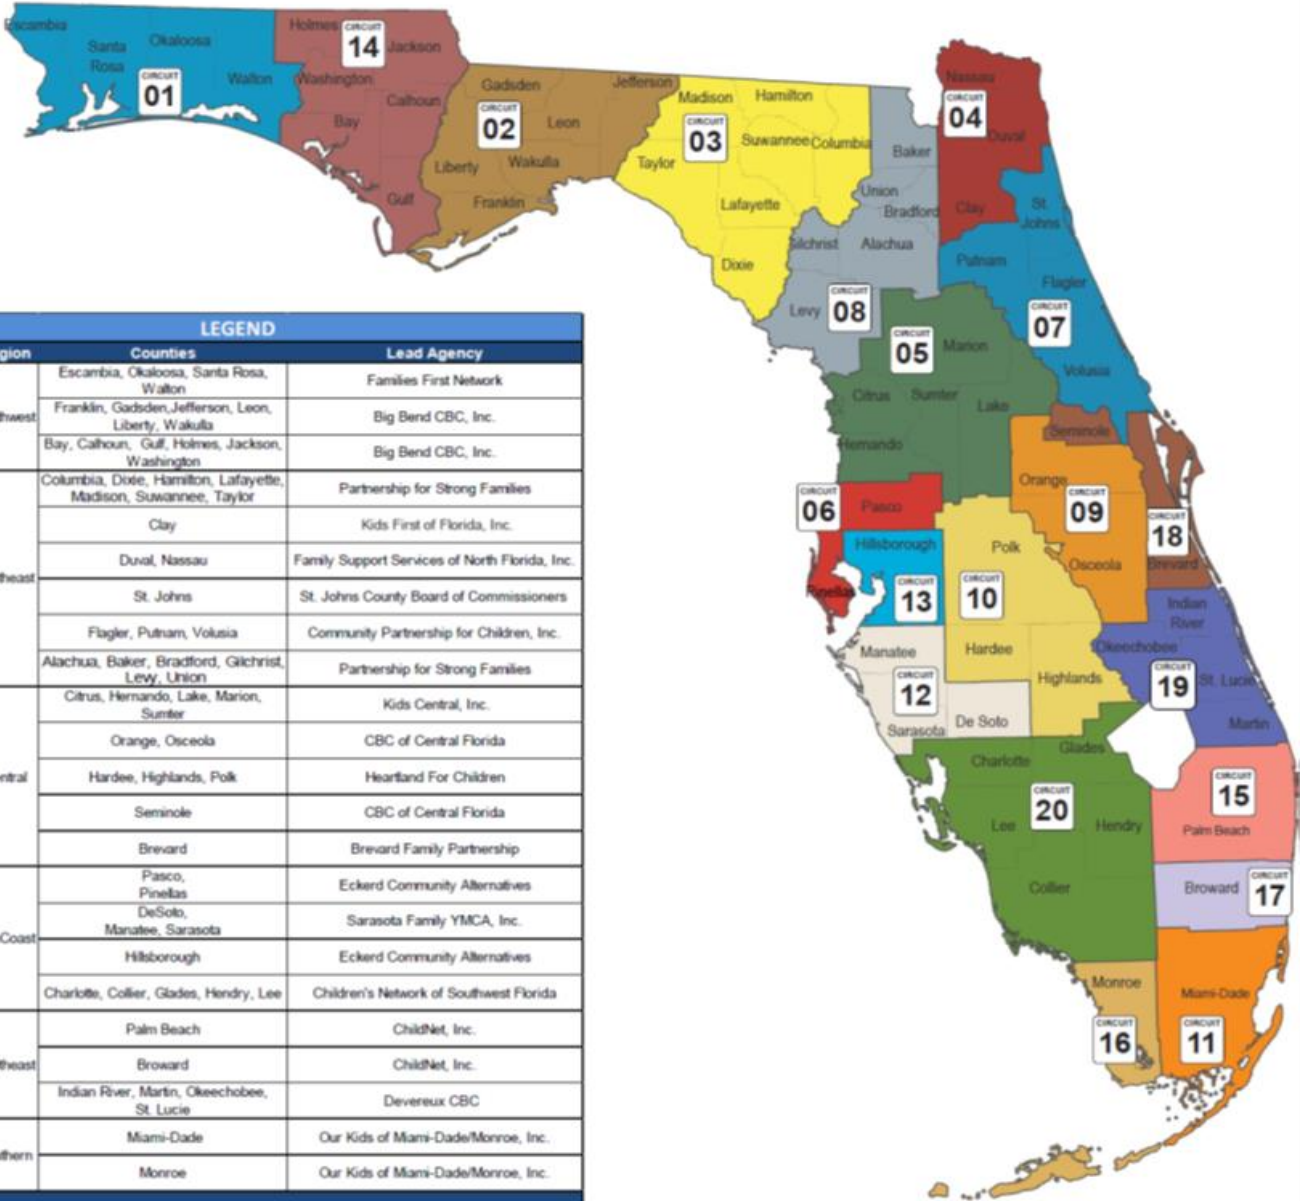 LEGEND
gion Counties Lead Agency
Escambia, Okaloosa, Santa Rosa,
Walton
Families First Network
hwest
Franklin, Gadsden,Jefferson, Leon,
Liberty, Wakulla
Big Bend CBC, Inc.
Bay, Calhoun, Gulf, Holmes, Jackson,
Washington
Big Bend CBC, Inc.
Columbia, Dixie, Hamilton, Lafayette,
Madison, Suwannee, Taylor
Partnership for Strong Families
Clay
Kids First of Florida, Inc.
Duval, Nassau
Family Support Services of North Florida, Inc.
heast
St. Johns
St. Johns County Board of Commissioners
Flagler, Putnam, Volusia
Community Partnership for Children, Inc.
Alachua, Baker, Bradford, Gilchrist,
Levy, Union
Partnership for Strong Families
Citrus, Hernando, Lake, Marion,
Sumter
Kids Central, Inc.
Orange, Osceola
CBC of Central Florida
ntral
Hardee, Highlands, Polk
Heartland For Children
Seminole
CBC of Central Florida
Brevard
Brevard Family Partnership
Pasco,
Pinellas
Eckerd Community Alternatives
Coast
DeSoto,
Manatee, Sarasota
Sarasota Family YMCA, Inc.
Hillsborough
Eckerd Community Alternatives
Charlotte, Collier, Glades, Hendry, Lee
Children's Network of Southwest Florida
Palm Beach
ChildNet, Inc.
heast
Broward
ChildNet, Inc.
Indian River, Martin, Okeechobee,
St. Lucie
Devereux CBC
thern
Miami-Dade
Our Kids of Miami-Dade/Monroe, Inc.
Monroe
Our Kids of Miami-Dade/Monroe, Inc.
Escambia
Santa
Rosa
Okaloosa
Walton
CIRCUIT
01
Holmes
CIRCUIT
14
Jackson
Washington
Calhoun
Bay
Gulf
Gadsden
Jefferson
CIRCUIT
02
Leon
Liberty
Wakulla
Franklin
Madison
Hamilton
CIRCUIT
03
Suwannee
Columbia
Taylor
Lafayette
Dixie
Nassau
CIRCUIT
04
Duval
Clay
Baker
Union
Bradford
Gilchrist
Alachua
Levy
CIRCUIT
08
St.
Johns
Putnam
Flagler
CIRCUIT
07
Volusia
CIRCUIT
05
Marion
Citrus
Sumter
Lake
Hernando
Seminole
Orange
CIRCUIT
09
Osceola
CIRCUIT
18
Brevard
CIRCUIT
06
Pasco
Pinellas
Hillsborough
CIRCUIT
13
Polk
CIRCUIT
10
Hardee
Highlands
Manatee
CIRCUIT
12
Sarasota
De Soto
Indian
River
Okeechobee
CIRCUIT
19
St. Lucie
Martin
Charlotte
Glades
CIRCUIT
20
Lee
Hendry
Collier
CIRCUIT
15
Palm Beach
Broward
CIRCUIT
17
Monroe
CIRCUIT
16
Miami-Dade
CIRCUIT
11